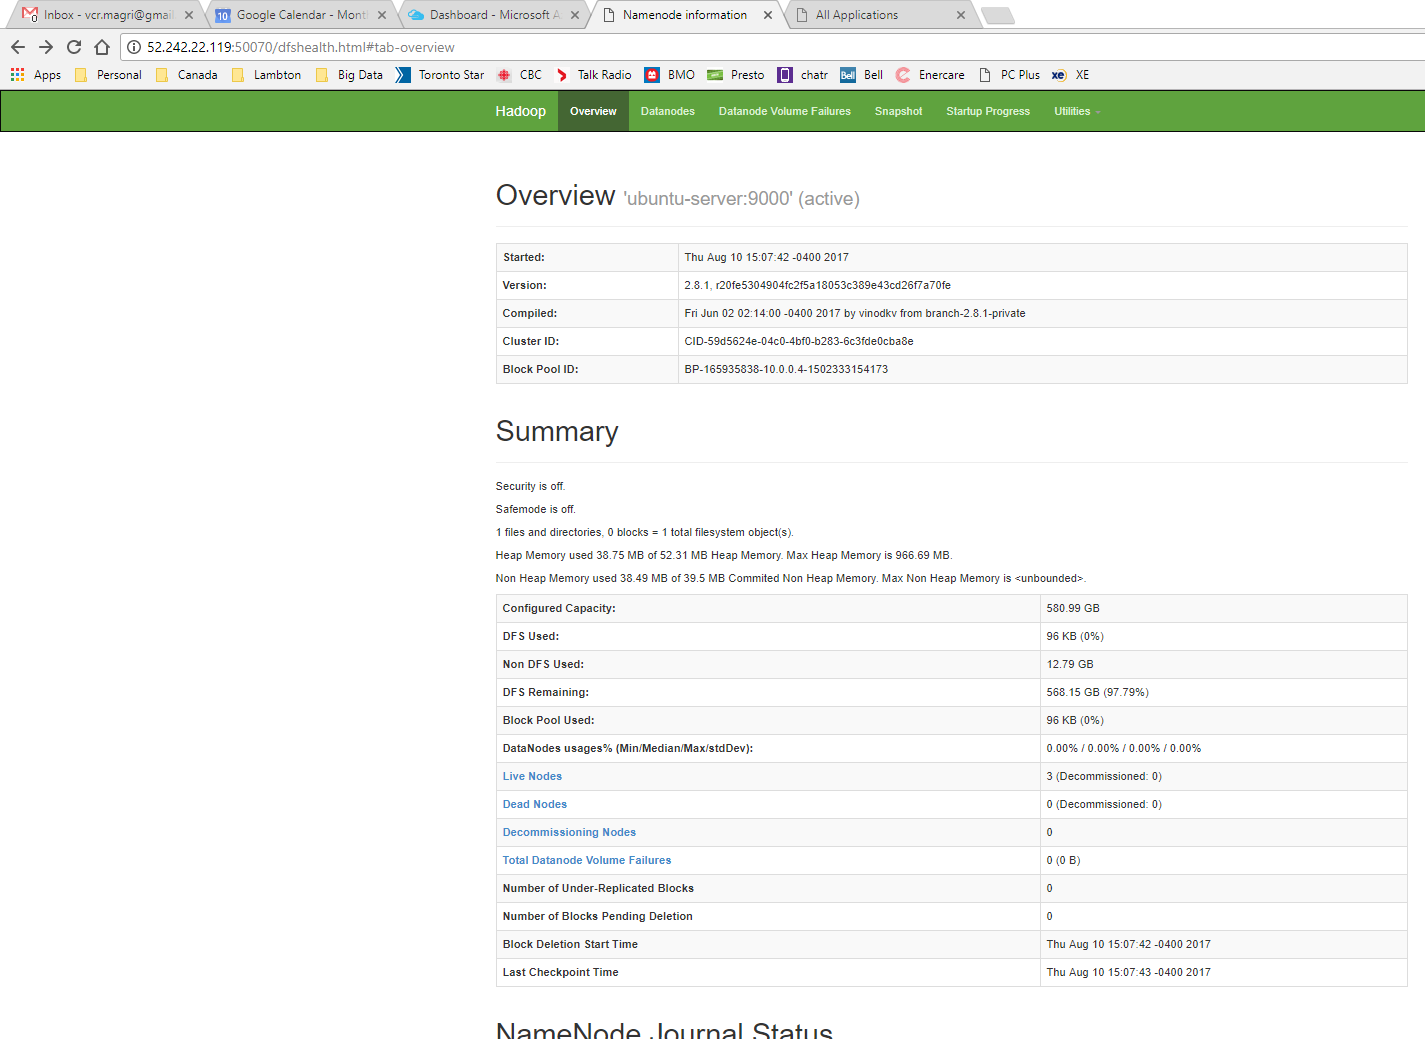 Inbox - vcr.magri@gmail
Google Calendar - Mont
Dashboard - Microsoft A
Namenode information
All Applications
52.242.22.119:50070/dfshealth.html#tab-overview
Apps Personal Canada Lambton Big Data Toronto Star CBC Talk Radio BMO Presto chatr Bell Enercare PC Plus XE
Hadoop Overview Datanodes Datanode Volume Failures Snapshot Startup Progress Utilities
Overview 'ubuntu-server:9000' (active)
Started: Thu Aug 10 15:07:42 -0400 2017
Version: 2.8.1, r20fe5304904fc2f5a18053c389e43cd26f7a70fe
Compiled: Fri Jun 02 02:14:00 -0400 2017 by vinodkv from branch-2.8.1-private
Cluster ID: CID-59d5624e-04c0-4bf0-b283-6c3fde0cba8e
Block Pool ID: BP-165935838-10.0.0.4-1502333154173
Summary
Security is off.
Safemode is off.
1 files and directories, 0 blocks = 1 total filesystem object(s).
Heap Memory used 38.75 MB of 52.31 MB Heap Memory. Max Heap Memory is 966.69 MB.
Non Heap Memory used 38.49 MB of 39.5 MB Commited Non Heap Memory. Max Non Heap Memory is <unbounded>.
Configured Capacity: 580.99 GB
DFS Used: 96 KB (0%)
Non DFS Used: 12.79 GB
DFS Remaining: 568.15 GB (97.79%)
Block Pool Used: 96 KB (0%)
DataNodes usages% (Min/Median/Max/stdDev): 0.00% / 0.00% / 0.00% / 0.00%
Live Nodes 3 (Decommissioned: 0)
Dead Nodes 0 (Decommissioned: 0)
Decommissioning Nodes 0
Total Datanode Volume Failures 0 (0 B)
Number of Under-Replicated Blocks 0
Number of Blocks Pending Deletion 0
Block Deletion Start Time Thu Aug 10 15:07:42 -0400 2017
Last Checkpoint Time Thu Aug 10 15:07:43 -0400 2017
NameNode Journal Status